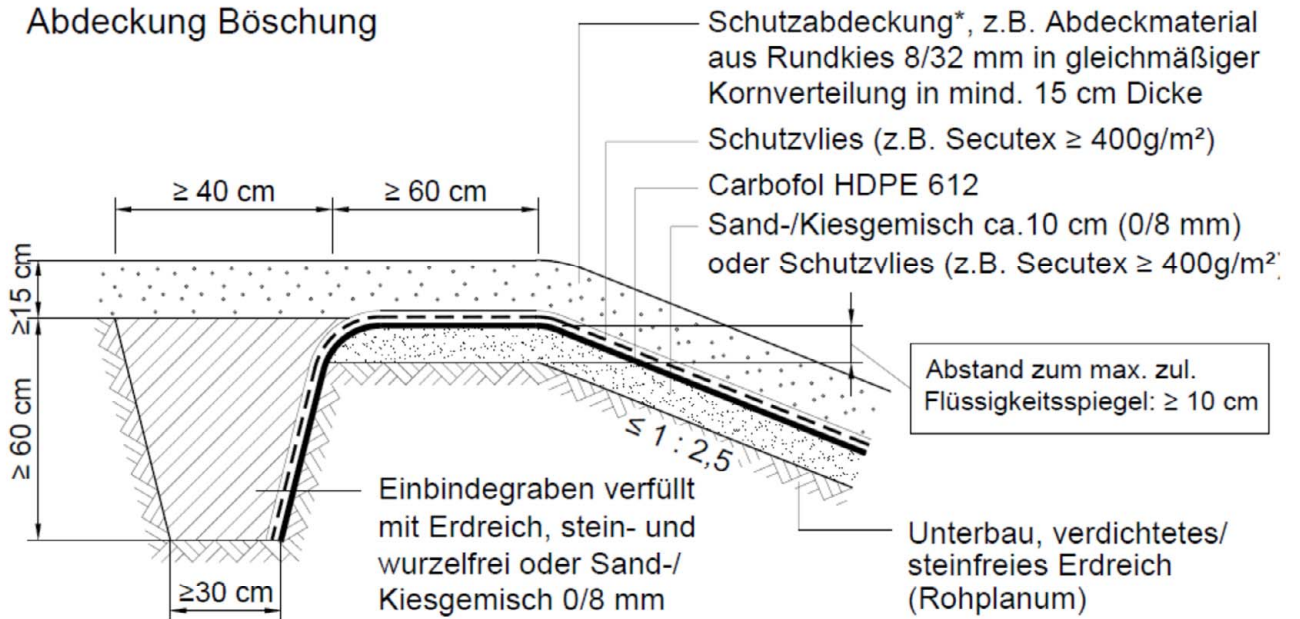 Abdeckung Böschung
Schutzabdeckung*, z.B. Abdeckmaterial
aus Rundkies 8/32 mm in gleichmäßiger
Kornverteilung in mind. 15 cm Dicke
Schutzvlies (z.B. Secutex ≥ 400g/m²)
Carbofol HDPE 612
Sand-/Kiesgemisch ca.10 cm (0/8 mm)
oder Schutzvlies (z.B. Secutex ≥ 400g/m²)
≥ 40 cm
≥ 60 cm
≥15 cm
≥ 60 cm
Abstand zum max. zul.
Flüssigkeitsspiegel: ≥ 10 cm
≤ 1 : 2,5
Einbindegraben verfüllt
mit Erdreich, stein- und
wurzelfrei oder Sand-/
Kiesgemisch 0/8 mm
Unterbau, verdichtetes/
steinfreies Erdreich
(Rohplanum)
≥30 cm